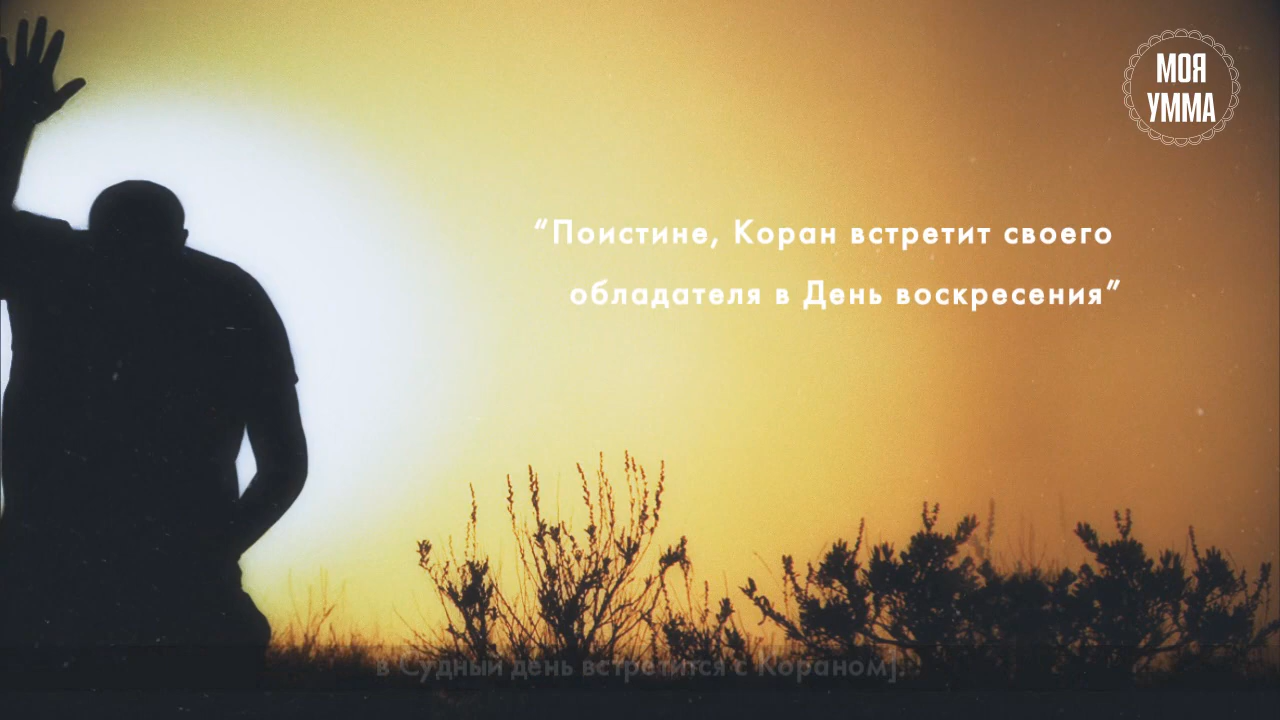 МОЯ
УММА
“Поистине, Коран встретит своего
обладателя в День воскресения”
в Судный день встретится с Кораном].